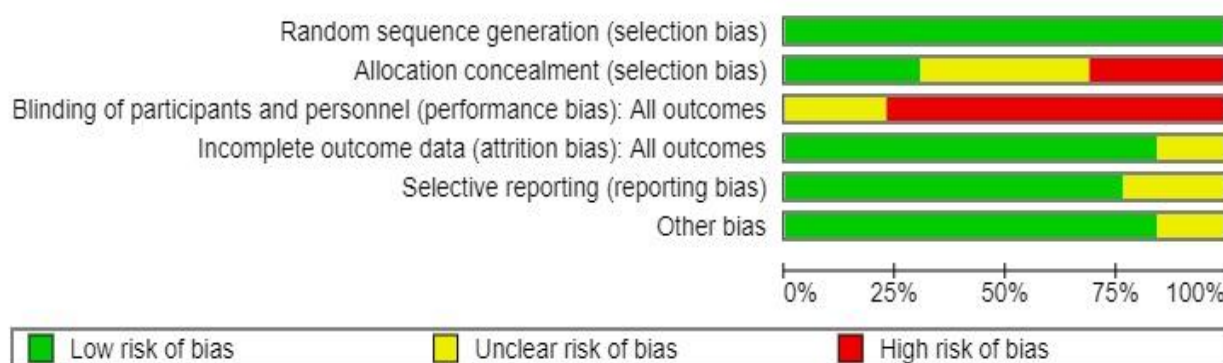 Random sequence generation (selection bias)
Allocation concealment (selection bias)
Blinding of participants and personnel (performance bias): All outcomes
Incomplete outcome data (attrition bias): All outcomes
Selective reporting (reporting bias)
Other bias
0% 25% 50% 75% 100%
Low risk of bias Unclear risk of bias High risk of bias